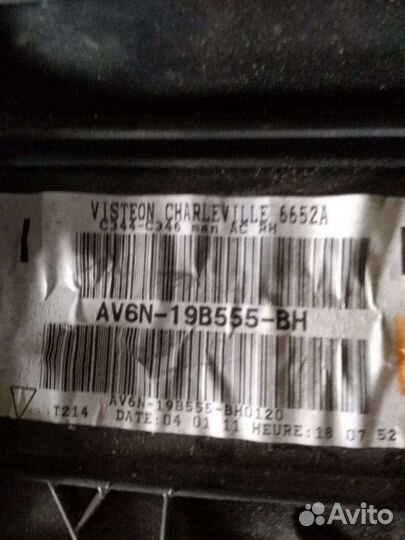 VISTEON CHARLEVILLE 6652A
C344-C346 man AC RH
AV6N-19B555-BH
AV6N-19B555-BH0120
...T214
DATE:04 01 11 HEURE:18 07 52
Avito